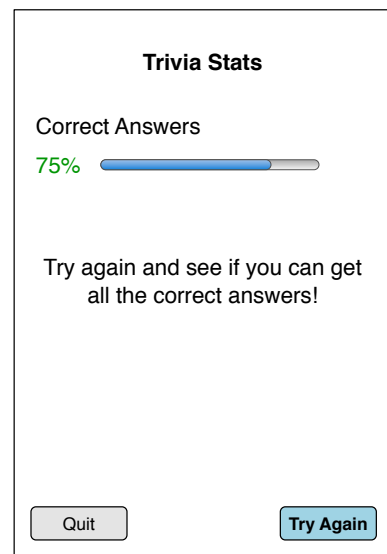 Trivia Stats
Correct Answers
75%
Try again and see if you can get
all the correct answers!
Quit
Try Again